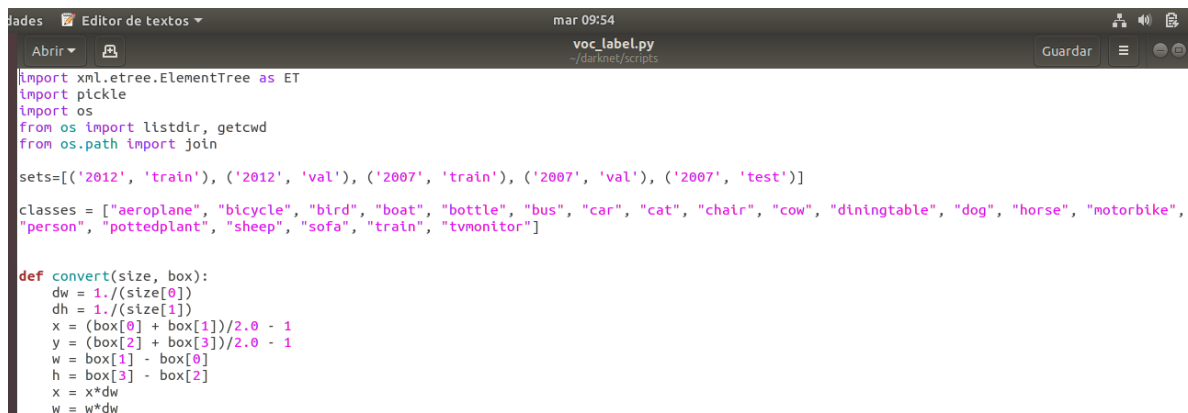 dades Editor de textos mar 09:54
Abrir voc_label.py Guardar
~/darknet/scripts
import xml.etree.ElementTree as ET
import pickle
import os
from os import listdir, getcwd
from os.path import join
sets=[('2012', 'train'), ('2012', 'val'), ('2007', 'train'), ('2007', 'val'), ('2007', 'test')]
classes = ["aeroplane", "bicycle", "bird", "boat", "bottle", "bus", "car", "cat", "chair", "cow", "diningtable", "dog", "horse", "motorbike",
"person", "pottedplant", "sheep", "sofa", "train", "tvmonitor"]
def convert(size, box):
    dw = 1./(size[0])
    dh = 1./(size[1])
    x = (box[0] + box[1])/2.0 - 1
    y = (box[2] + box[3])/2.0 - 1
    w = box[1] - box[0]
    h = box[3] - box[2]
    x = x*dw
    w = w*dw